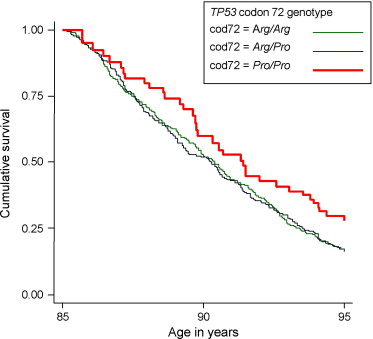 TP53 codon 72 genotype
cod72 = Arg/Arg
cod72 = Arg/Pro
cod72 = Pro/Pro
Cumulative survival
1.00
0.75
0.50
0.25
0.00
85
90
95
Age in years